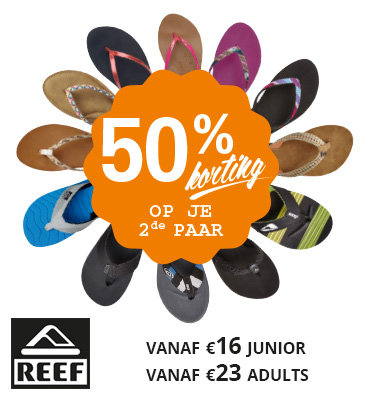 50%
korting
OP JE
2de PAAR
REEF
VANAF €16 JUNIOR
VANAF €23 ADULTS